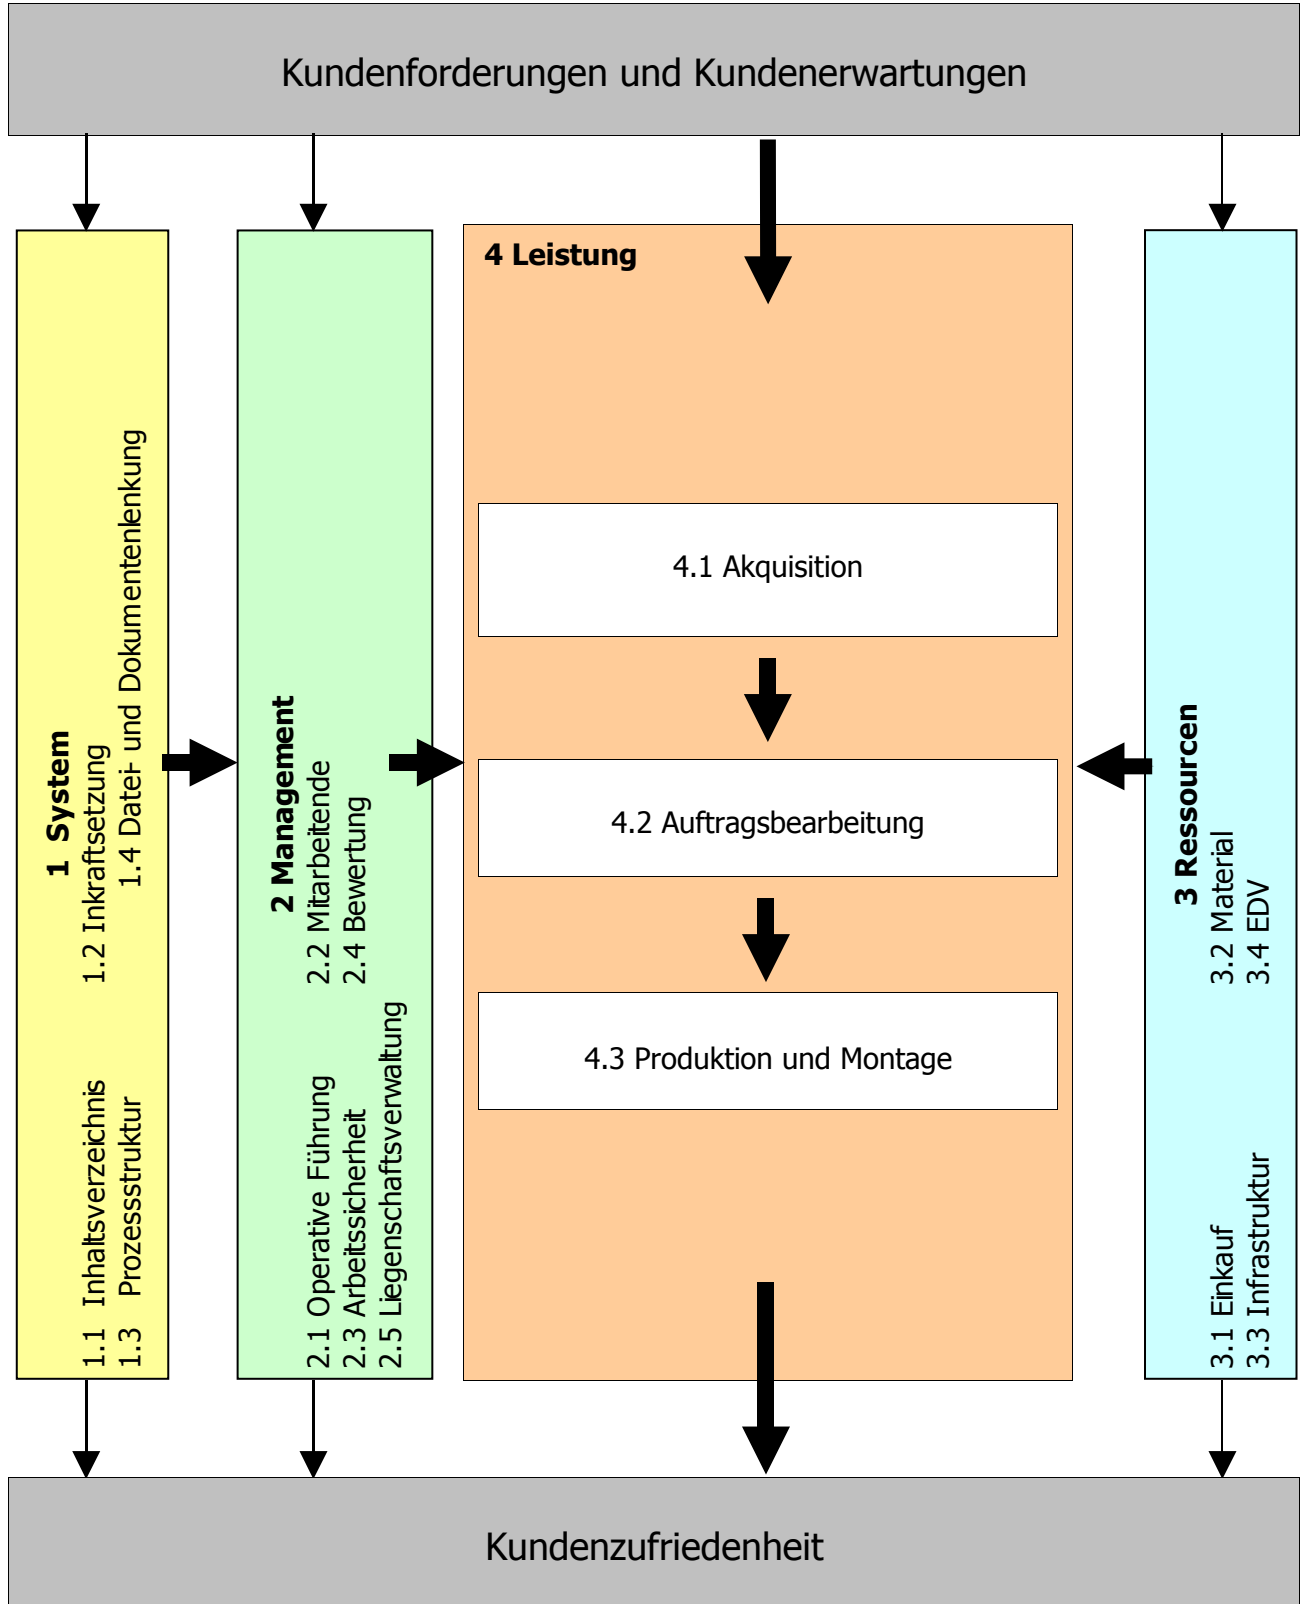 Kundenforderungen und Kundenerwartungen
1 System
1.1 Inhaltsverzeichnis 1.2 Inkraftsetzung
1.3 Prozessstruktur 1.4 Datei- und Dokumentenlenkung
2 Management
2.1 Operative Führung 2.2 Mitarbeitende
2.3 Arbeitssicherheit 2.4 Bewertung
2.5 Liegenschaftsverwaltung
4 Leistung
4.1 Akquisition
4.2 Auftragsbearbeitung
4.3 Produktion und Montage
3 Ressourcen
3.1 Einkauf 3.2 Material
3.3 Infrastruktur 3.4 EDV
Kundenzufriedenheit